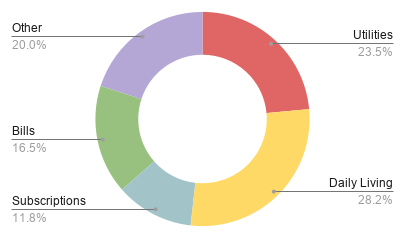 Other
20.0%
Utilities
23.5%
Bills
16.5%
Daily Living
28.2%
Subscriptions
11.8%